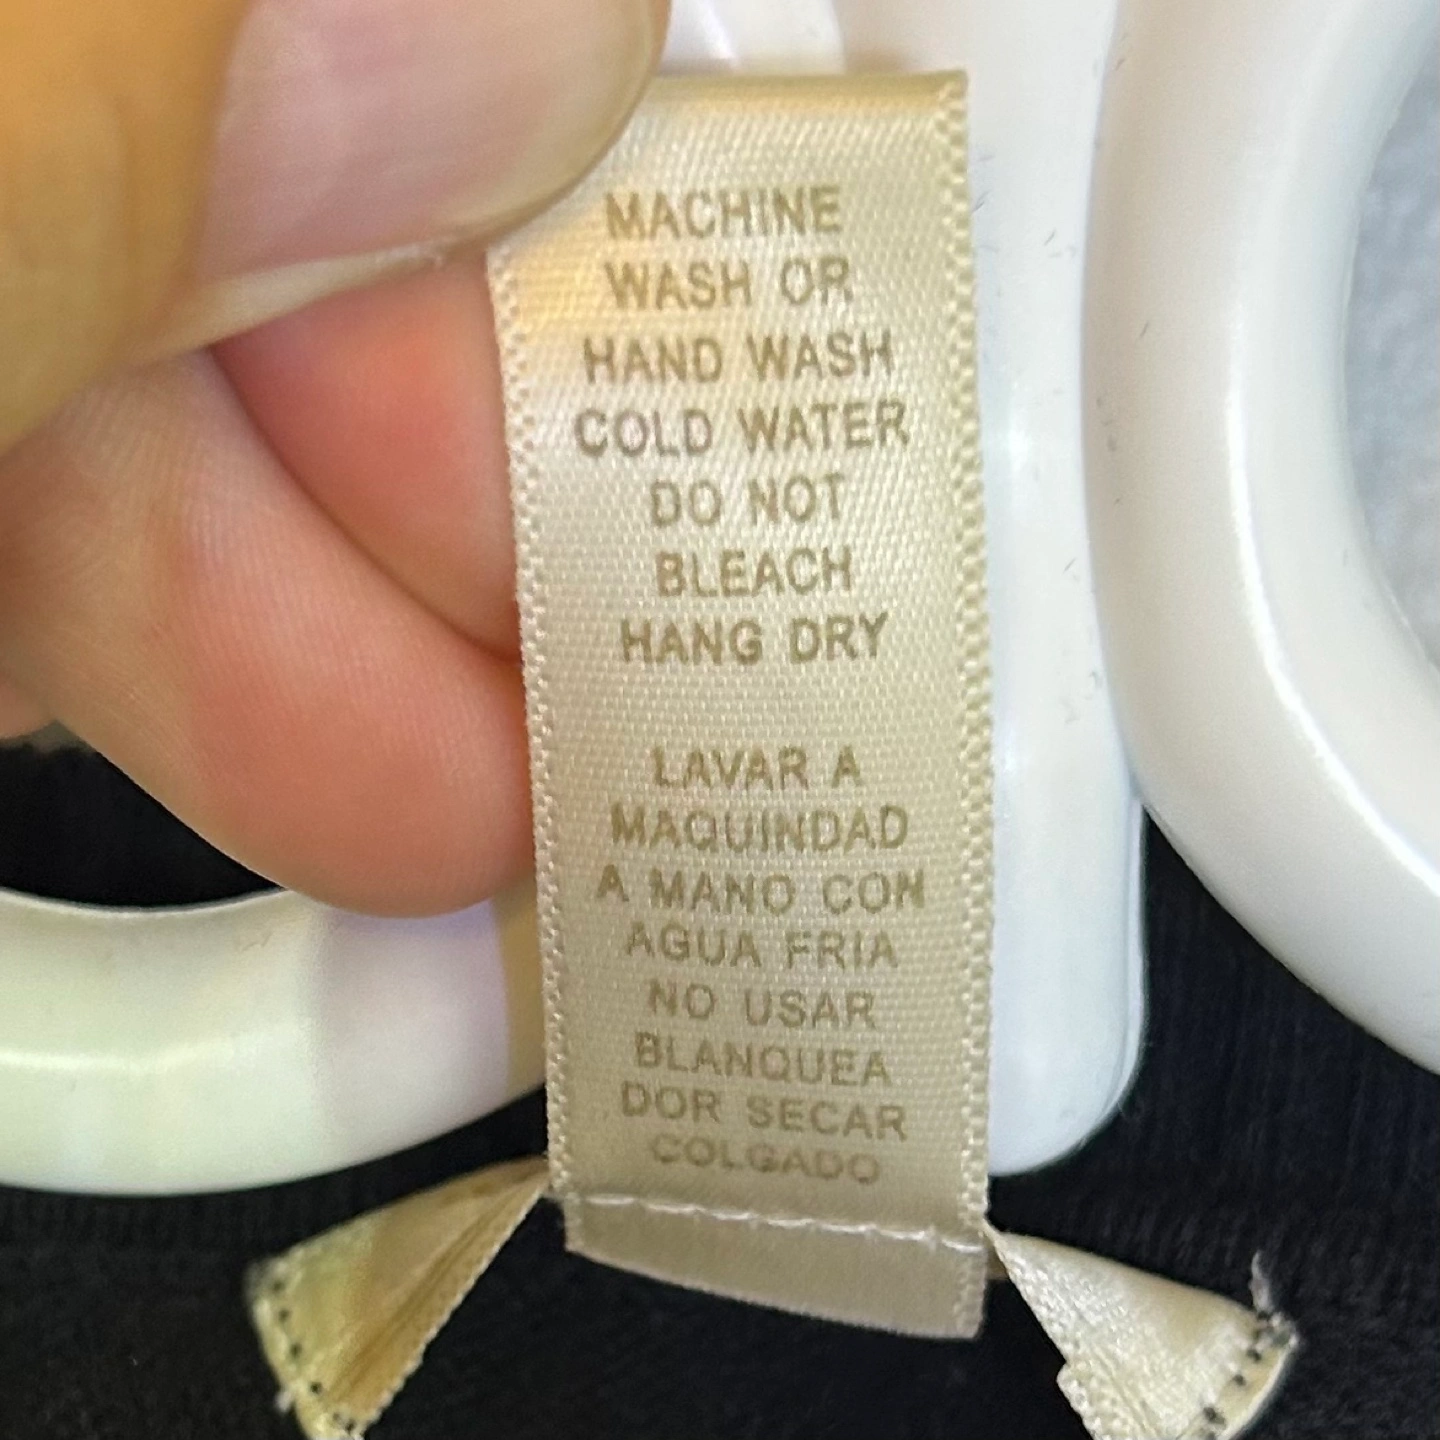 MACHINE
WASH OR
HAND WASH
COLD WATER
DO NOT
BLEACH
HANG DRY
LAVAR A
MAQUINDAD
A MANO CON
AGUA FRIA
NO USAR
BLANQUEA
DOR SECAR
COLGADO